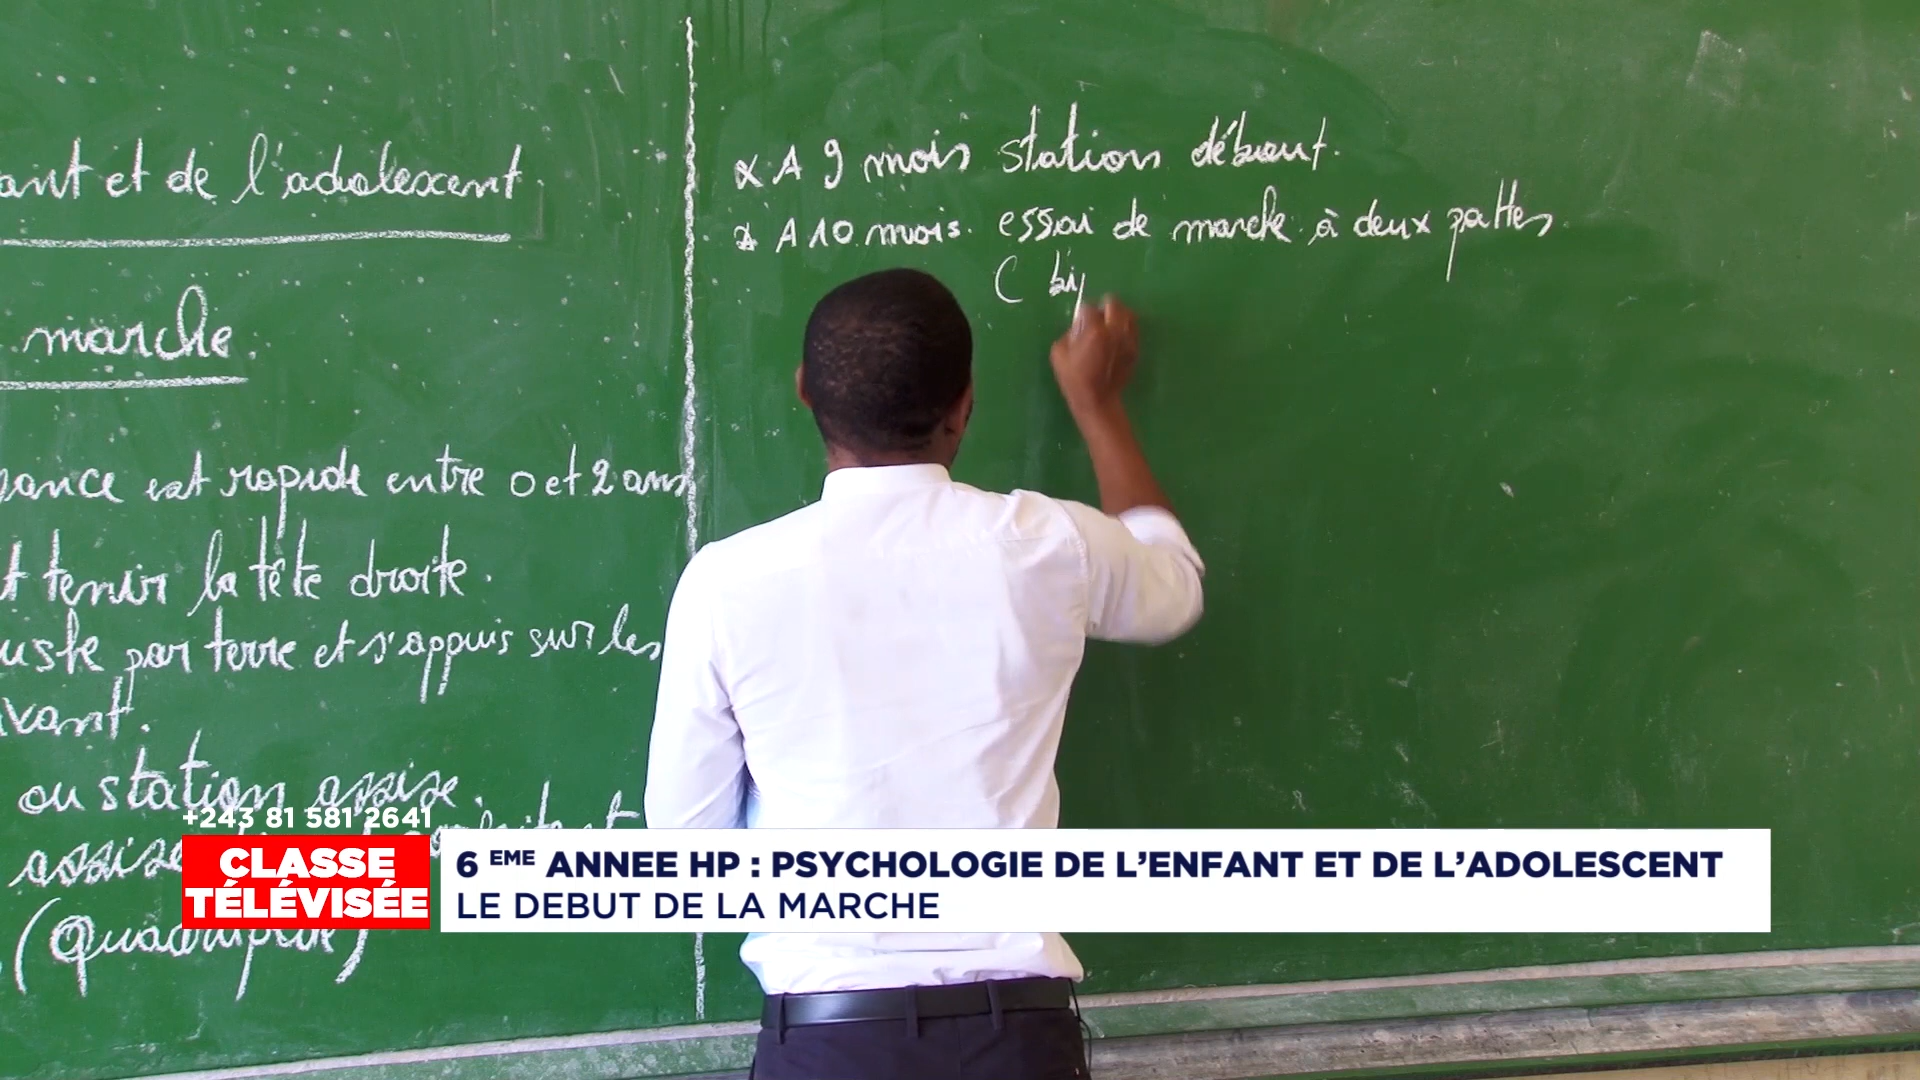 ant et de l'adolescent
marche.
ance est rapide entre 0 et 2 ans
t tenir la tête droite.
uste par terre et s'appuis sur les
vant.
ou station assise.
assise
(Quadrupède)
x A 9 mois station débout.
x A 10 mois. essai de marche à deux pattes
( bip
+243 81 581 2641
CLASSE
TÉLÉVISÉE
6 EME ANNEE HP : PSYCHOLOGIE DE L'ENFANT ET DE L'ADOLESCENT
LE DEBUT DE LA MARCHE